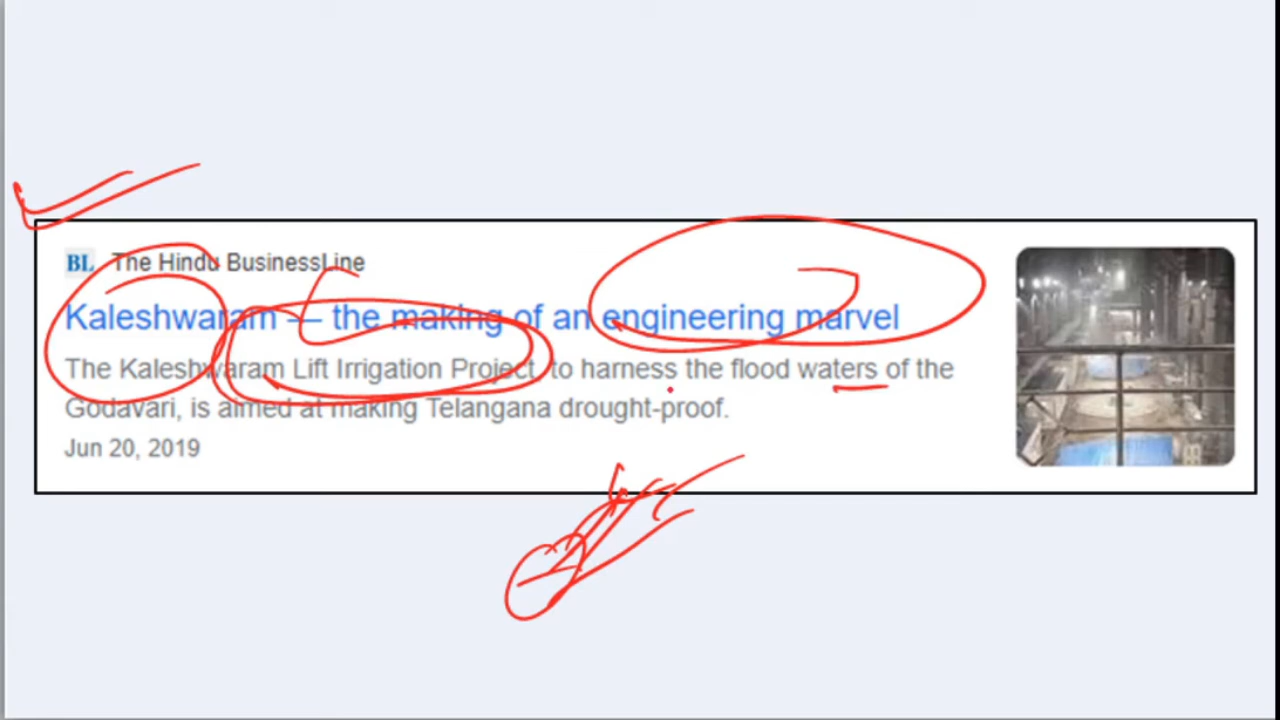 BL The Hindu BusinessLine
Kaleshwaram — the making of an engineering marvel
The Kaleshwaram Lift Irrigation Project, to harness the flood waters of the
Godavari, is aimed at making Telangana drought-proof.
Jun 20, 2019